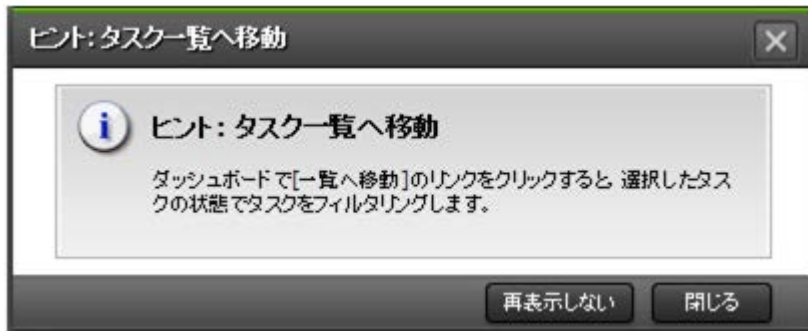 ヒント:タスク一覧へ移動
ヒント:タスク一覧へ移動
ダッシュボードで[一覧へ移動]のリンクをクリックすると、選択したタス
クの状態でタスクをフィルタリングします。
再表示しない 閉じる